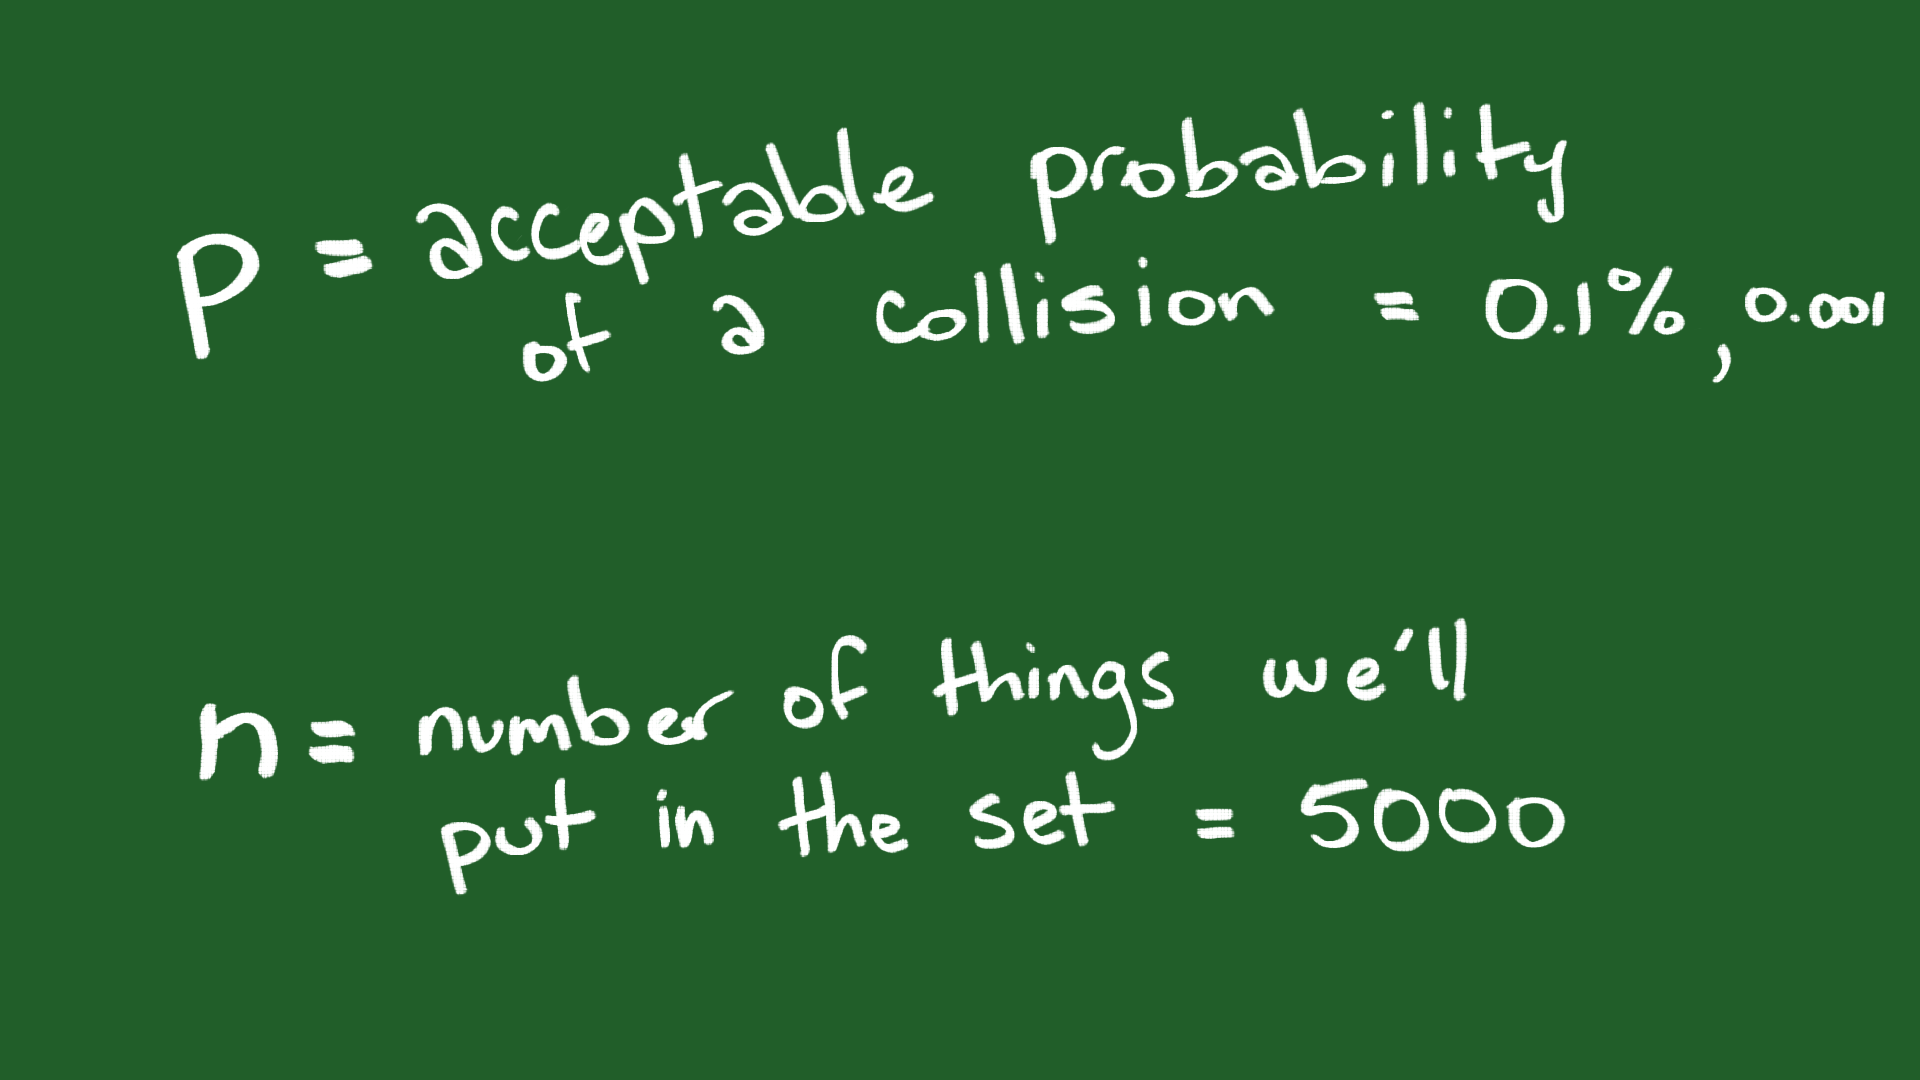 P = acceptable probability
of a collision = 0.1%, 0.001
n = number of things we'll
put in the set = 5000